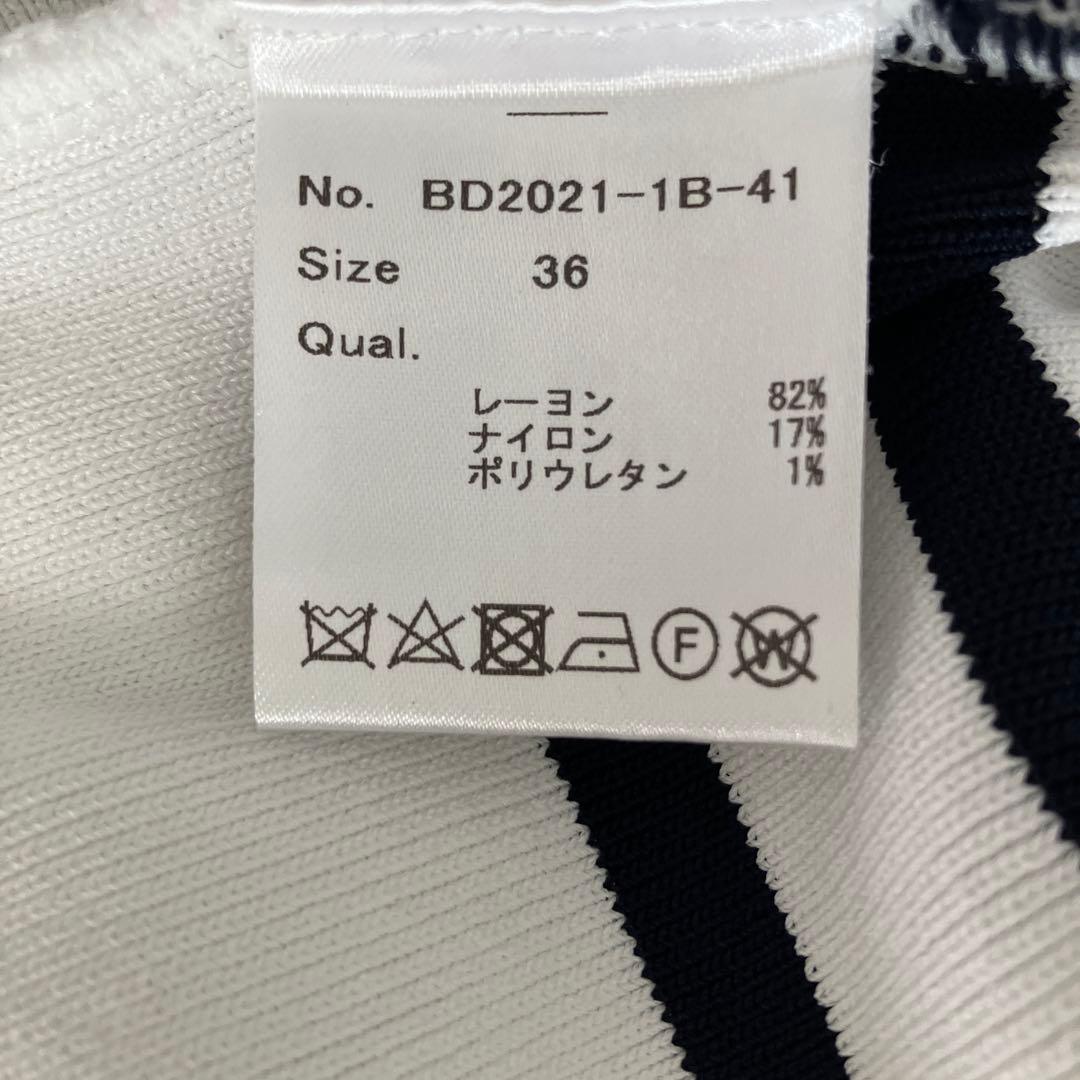 No. BD2021-1B-41
Size 36
Qual.
レーヨン 82%
ナイロン 17%
ポリウレタン 1%
F W